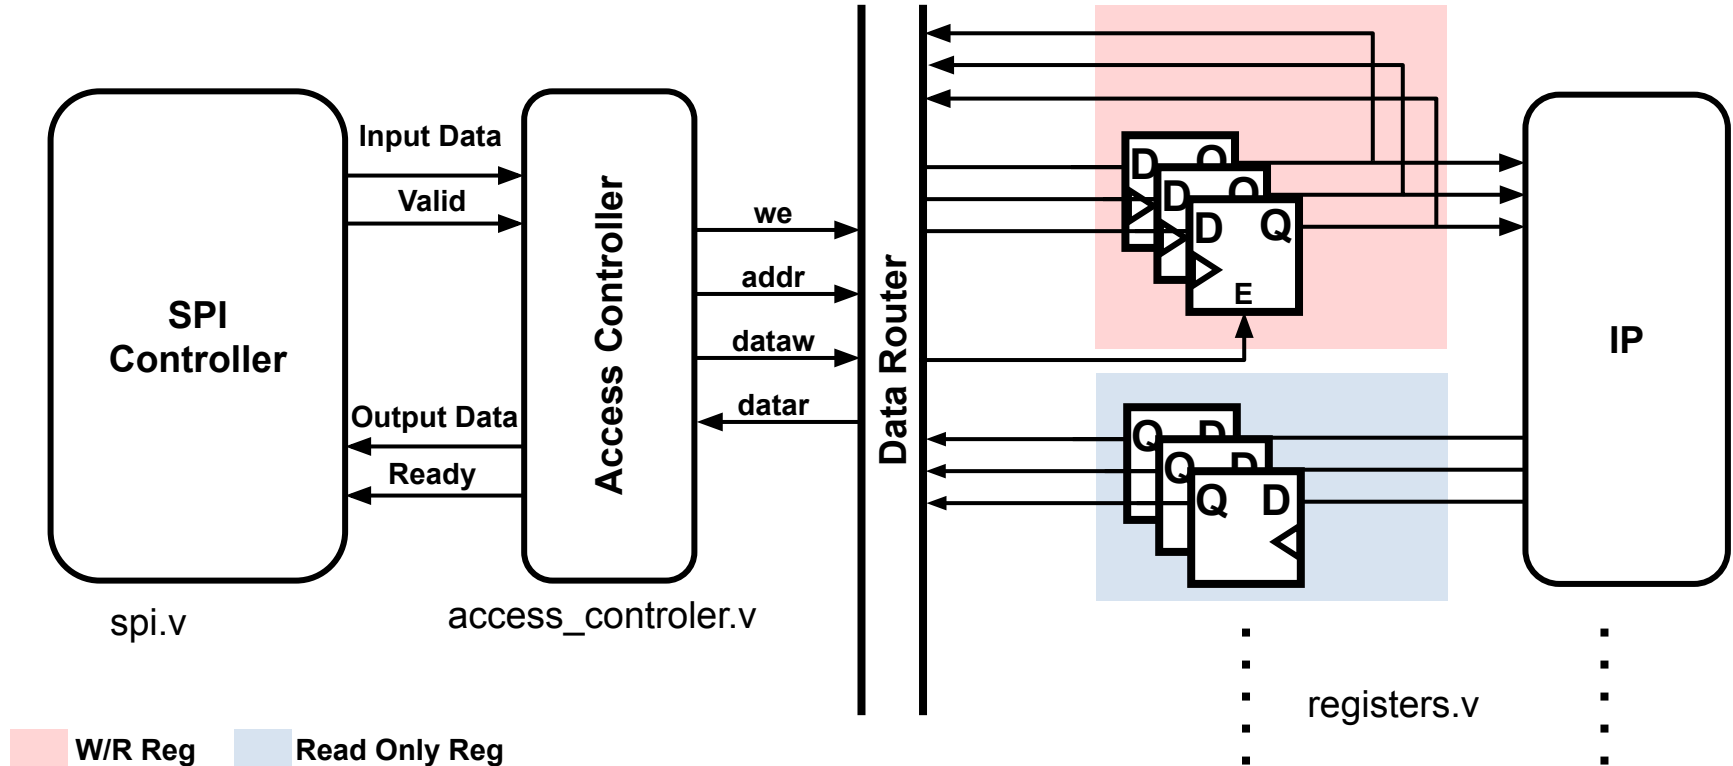 SPI
Controller
spi.v
Input Data
Valid
Output Data
Ready
Access Controller
access_controler.v
we
addr
dataw
datar
Data Router
D Q
D Q
D Q
E
Q D
Q D
Q D
IP
registers.v
W/R Reg
Read Only Reg